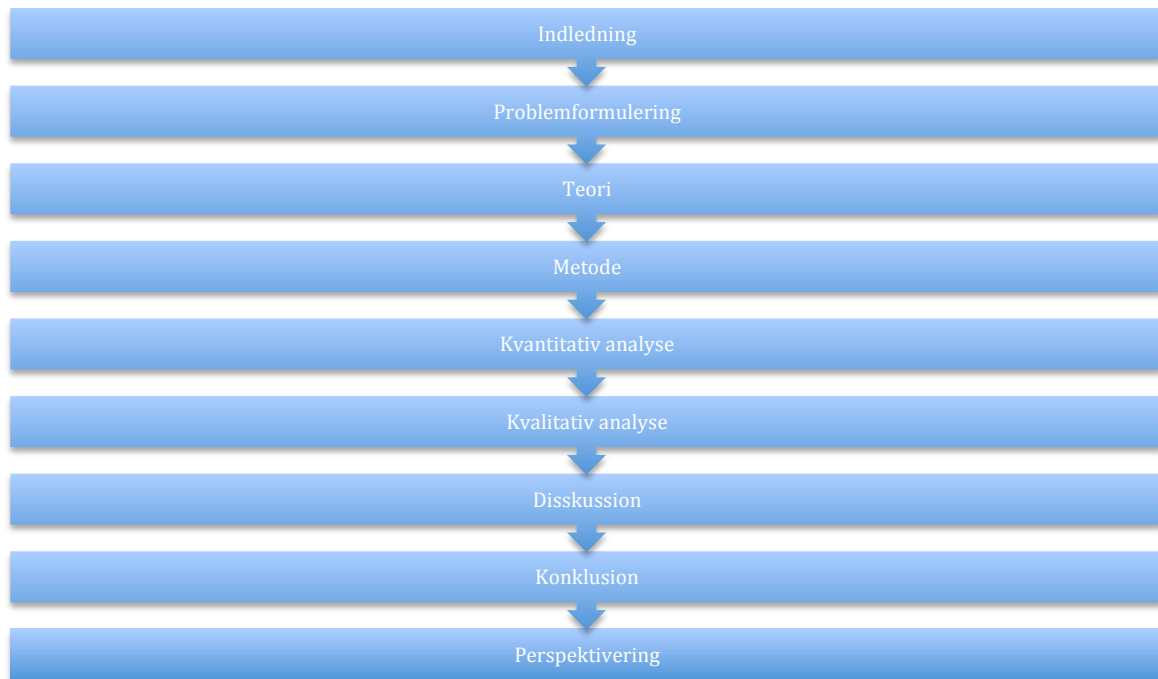 Indledning
Problemformulering
Teori
Metode
Kvantitativ analyse
Kvalitativ analyse
Disskussion
Konklusion
Perspektivering